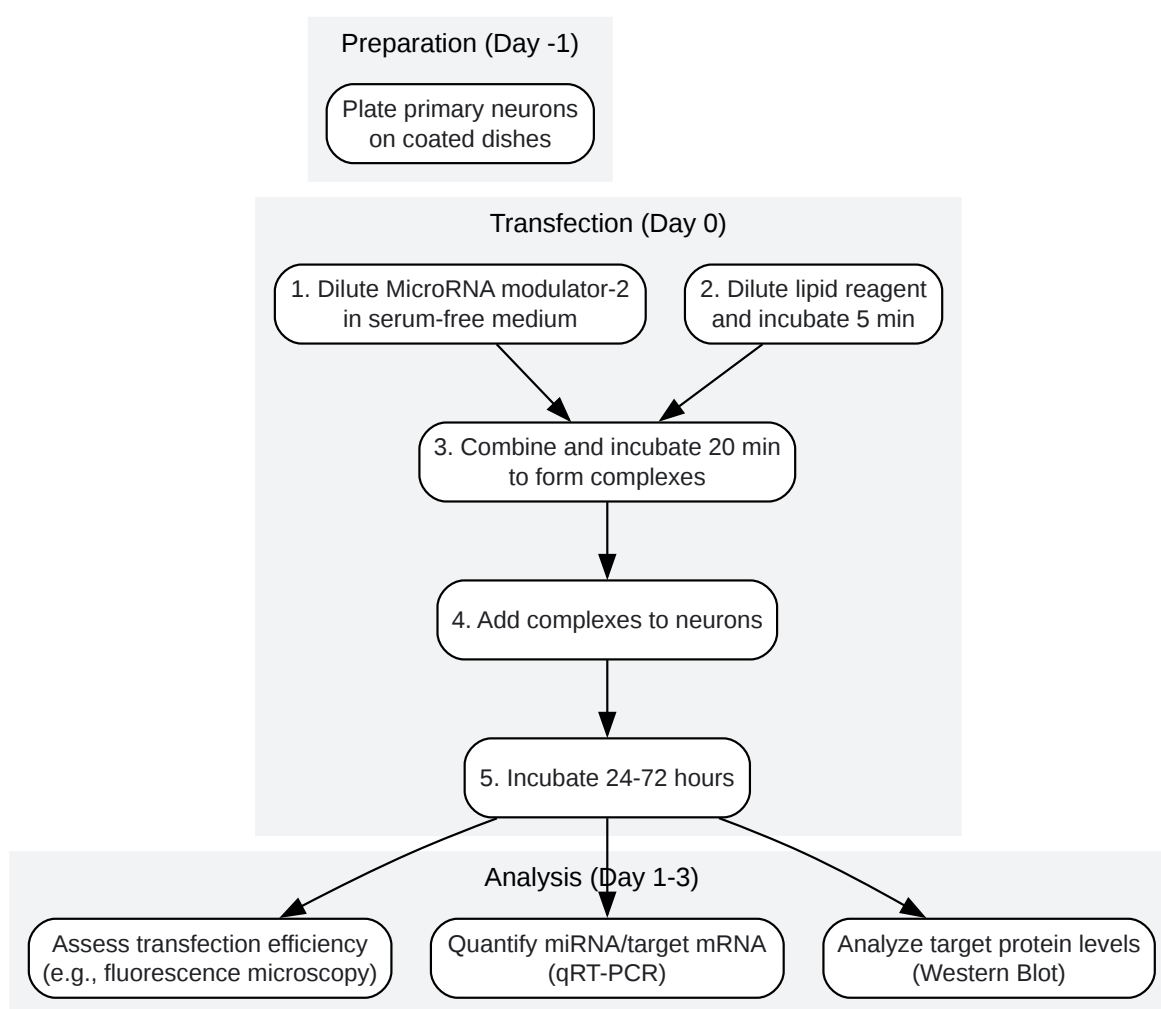 Preparation (Day -1)
Plate primary neurons
on coated dishes
Transfection (Day 0)
1. Dilute MicroRNA modulator-2
in serum-free medium
2. Dilute lipid reagent
and incubate 5 min
3. Combine and incubate 20 min
to form complexes
4. Add complexes to neurons
5. Incubate 24-72 hours
Analysis (Day 1-3)
Assess transfection efficiency
(e.g., fluorescence microscopy)
Quantify miRNA/target mRNA
(qRT-PCR)
Analyze target protein levels
(Western Blot)